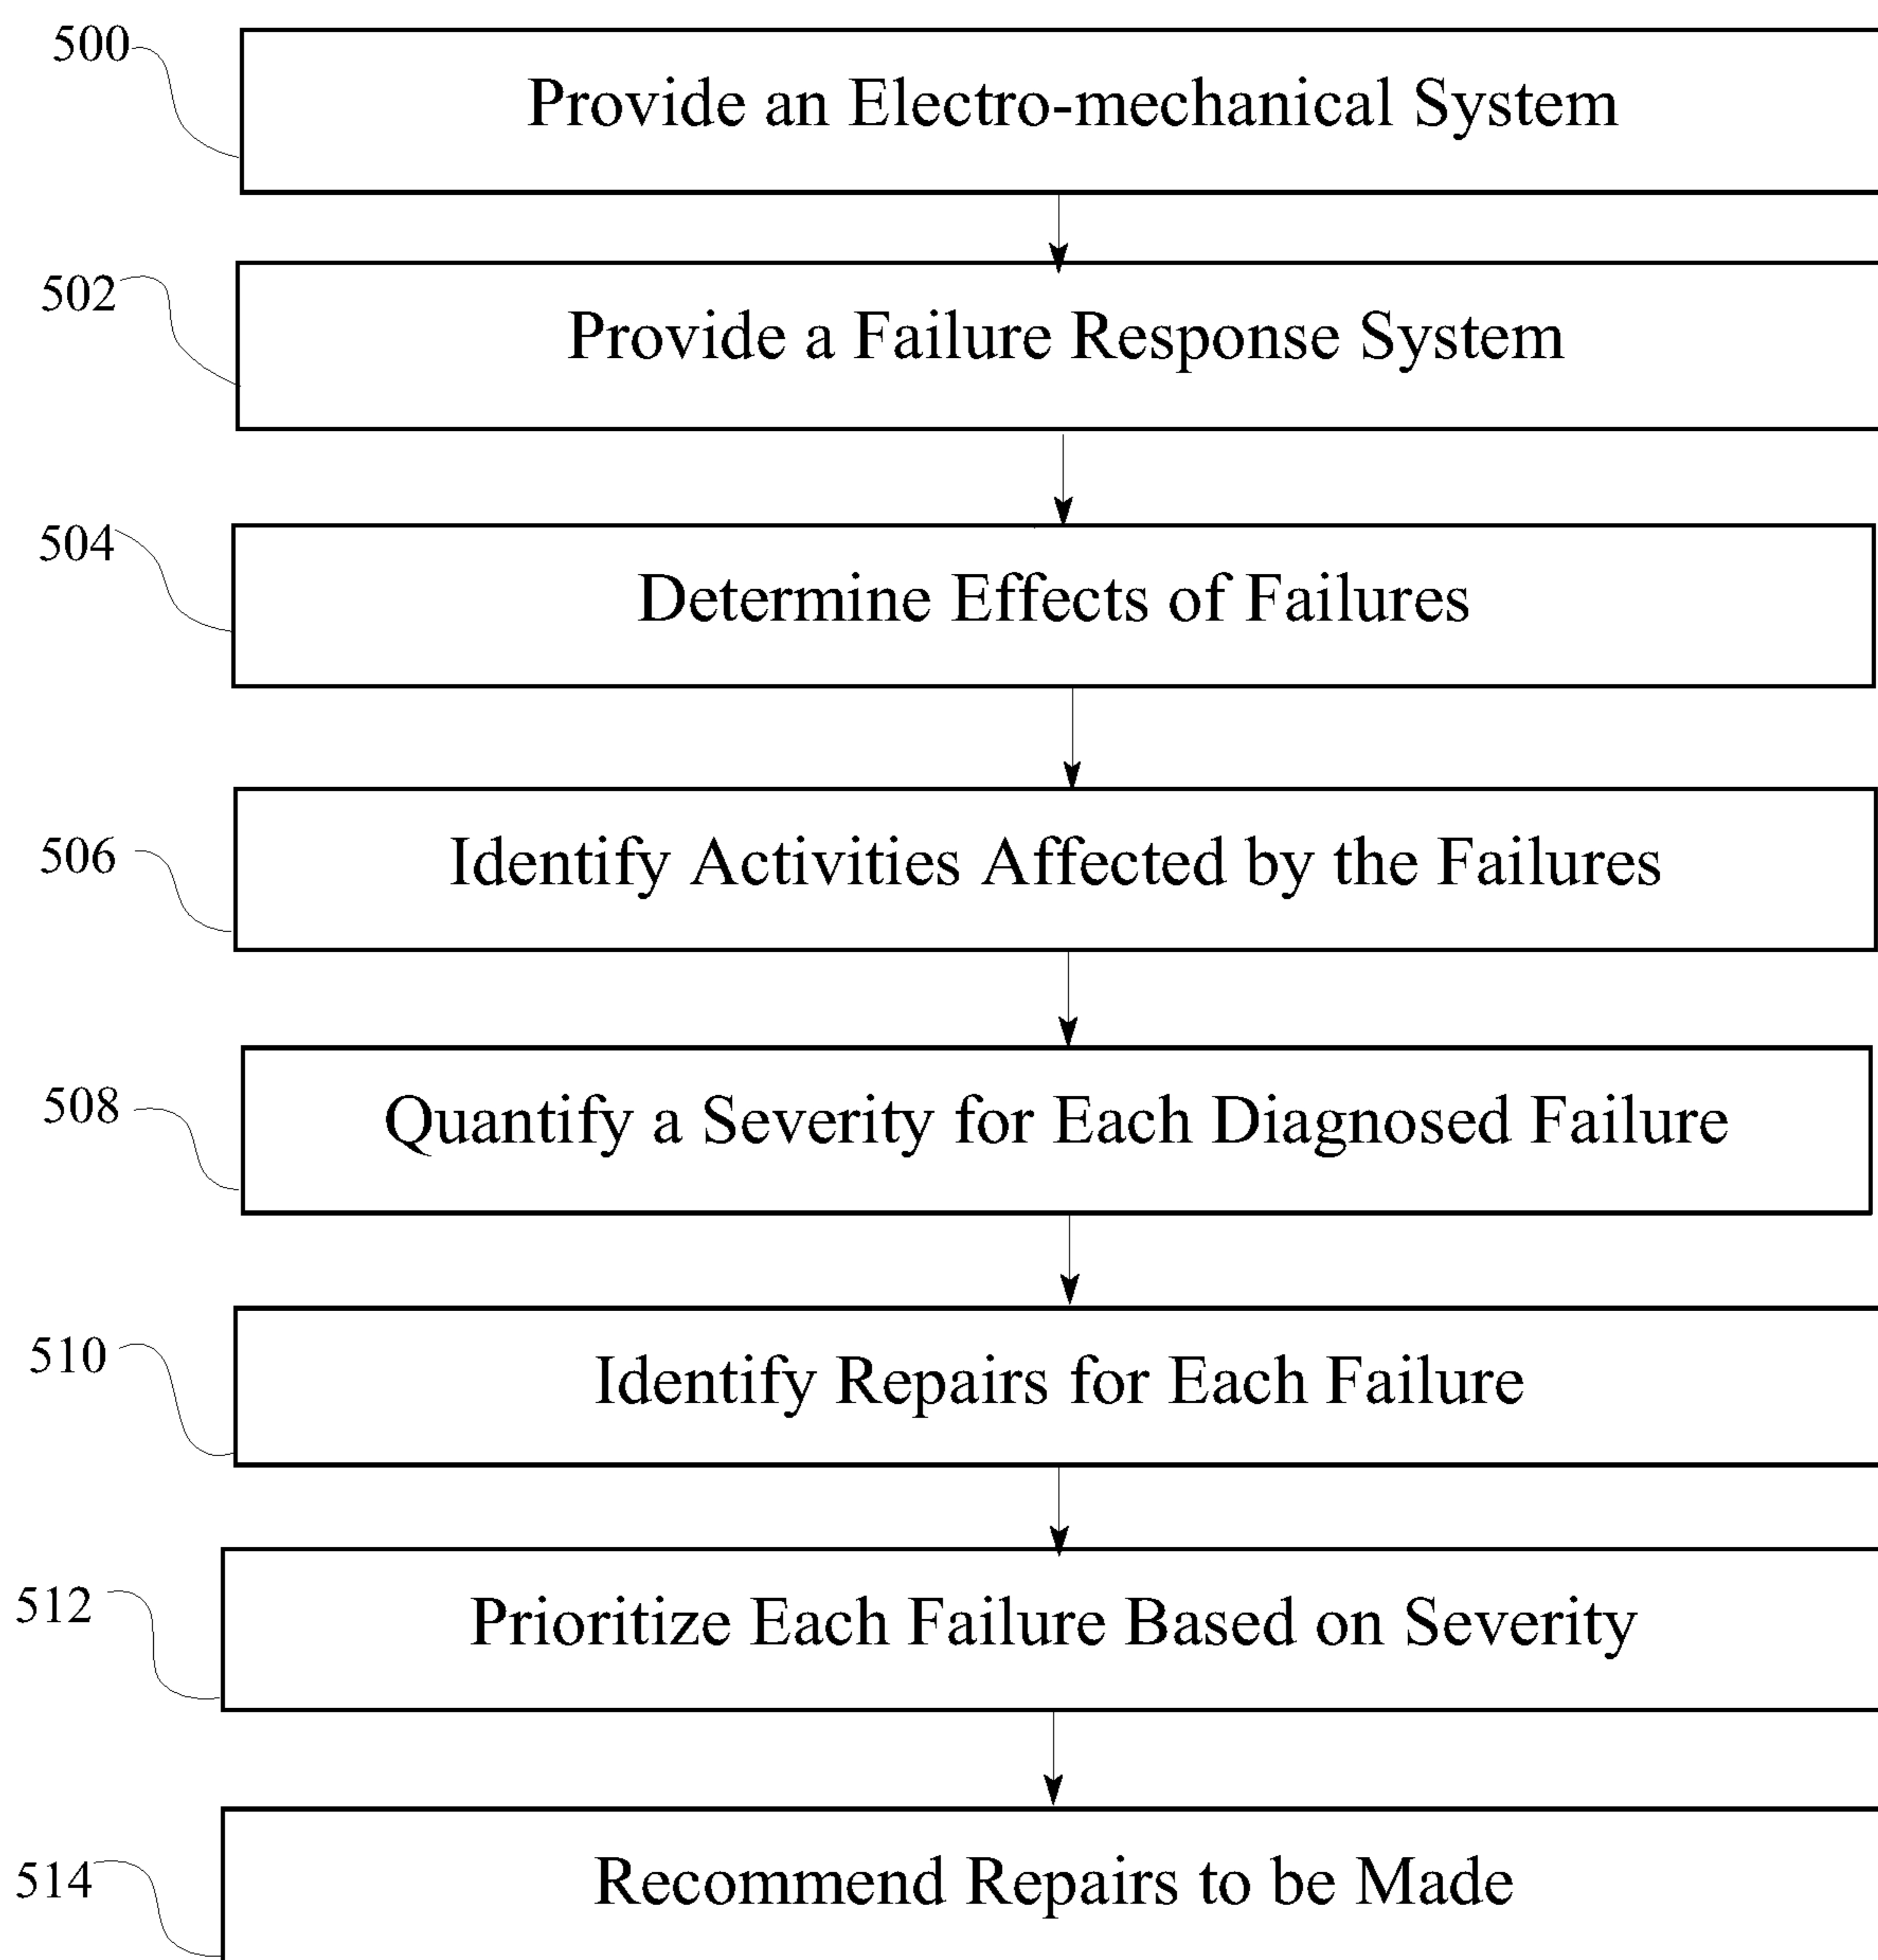 500
Provide an Electro-mechanical System
502
Provide a Failure Response System
504
Determine Effects of Failures
506
Identify Activities Affected by the Failures
508
Quantify a Severity for Each Diagnosed Failure
510
Identify Repairs for Each Failure
512
Prioritize Each Failure Based on Severity
514
Recommend Repairs to be Made